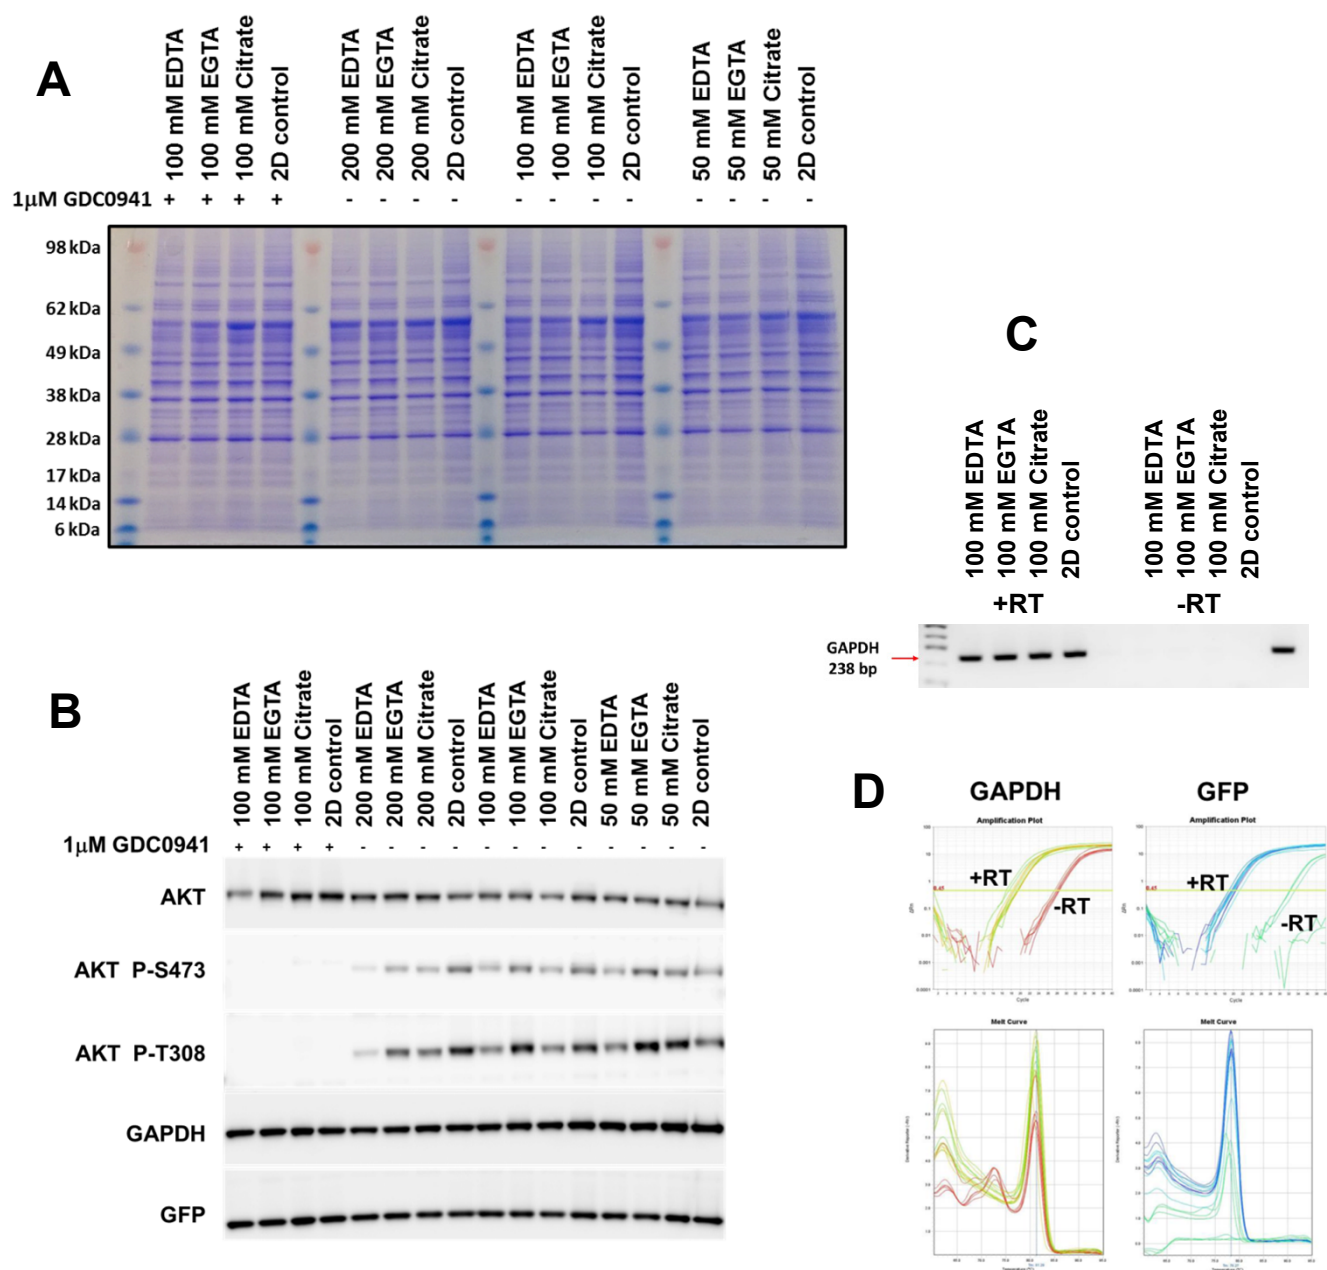 A
100 mM EDTA
100 mM EGTA
100 mM Citrate
2D control
200 mM EDTA
200 mM EGTA
200 mM Citrate
2D control
100 mM EDTA
100 mM EGTA
100 mM Citrate
2D control
50 mM EDTA
50 mM EGTA
50 mM Citrate
2D control
1µM GDC0941 + + + + - - - - - - - - - - - -
98 kDa
62 kDa
49 kDa
38 kDa
28 kDa
17 kDa
14 kDa
6 kDa
C
100 mM EDTA
100 mM EGTA
100 mM Citrate
2D control
100 mM EDTA
100 mM EGTA
100 mM Citrate
2D control
+RT -RT
GAPDH
238 bp
B
100 mM EDTA
100 mM EGTA
100 mM Citrate
2D control
200 mM EDTA
200 mM EGTA
200 mM Citrate
2D control
100 mM EDTA
100 mM EGTA
100 mM Citrate
2D control
50 mM EDTA
50 mM EGTA
50 mM Citrate
2D control
1µM GDC0941 + + + + - - - - - - - - - - - -
AKT
AKT P-S473
AKT P-T308
GAPDH
GFP
D
GAPDH GFP
Amplification Plot Amplification Plot
+RT
-RT
+RT
-RT
Cycle Cycle
Melt Curve Melt Curve